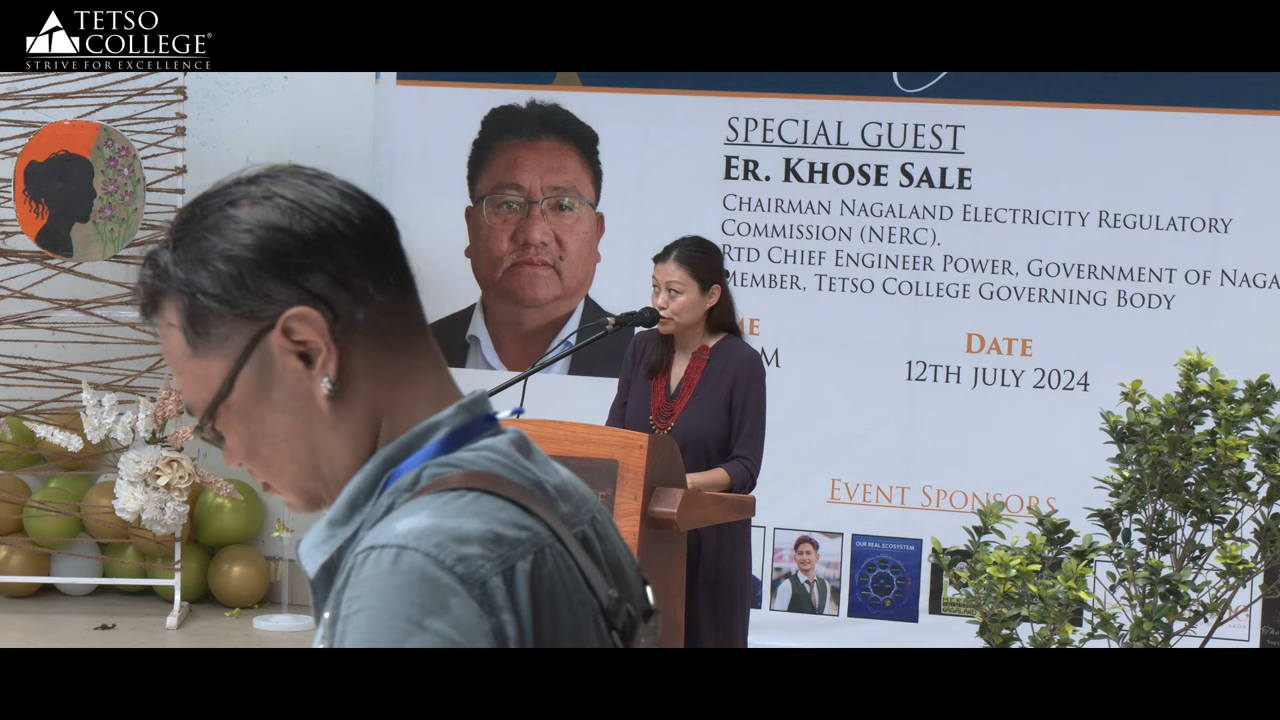 TETSO
COLLEGE®
STRIVE FOR EXCELLENCE
SPECIAL GUEST
ER. KHOSE SALE
CHAIRMAN NAGALAND ELECTRICITY REGULATORY
COMMISSION (NERC).
RTD CHIEF ENGINEER POWER, GOVERNMENT OF NAGA
MEMBER, TETSO COLLEGE GOVERNING BODY
ME
M
DATE
12TH JULY 2024
EVENT SPONSORS
OUR REAL ECOSYSTEM